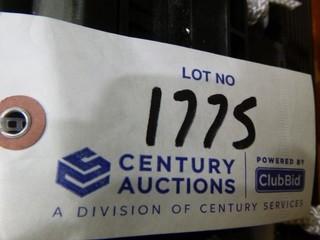 LOT NO
1775
CENTURY
AUCTIONS
POWERED BY
ClubBid
A DIVISION OF CENTURY SERVICES